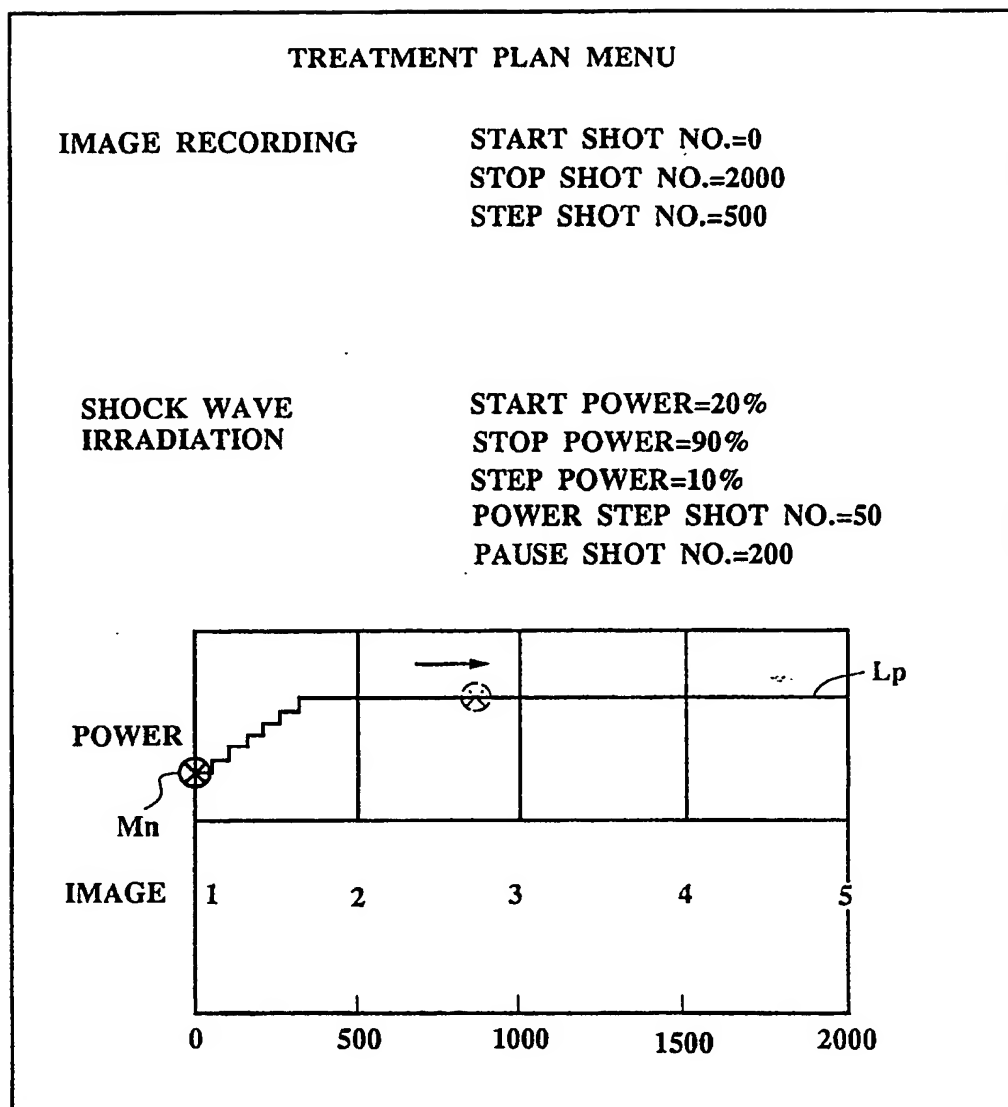 TREATMENT PLAN MENU
IMAGE RECORDING
START SHOT NO.=0
STOP SHOT NO.=2000
STEP SHOT NO.=500
SHOCK WAVE
IRRADIATION
START POWER=20%
STOP POWER=90%
STEP POWER=10%
POWER STEP SHOT NO.=50
PAUSE SHOT NO.=200
Lp
POWER
Mn
IMAGE 1 2 3 4 5
0 500 1000 1500 2000